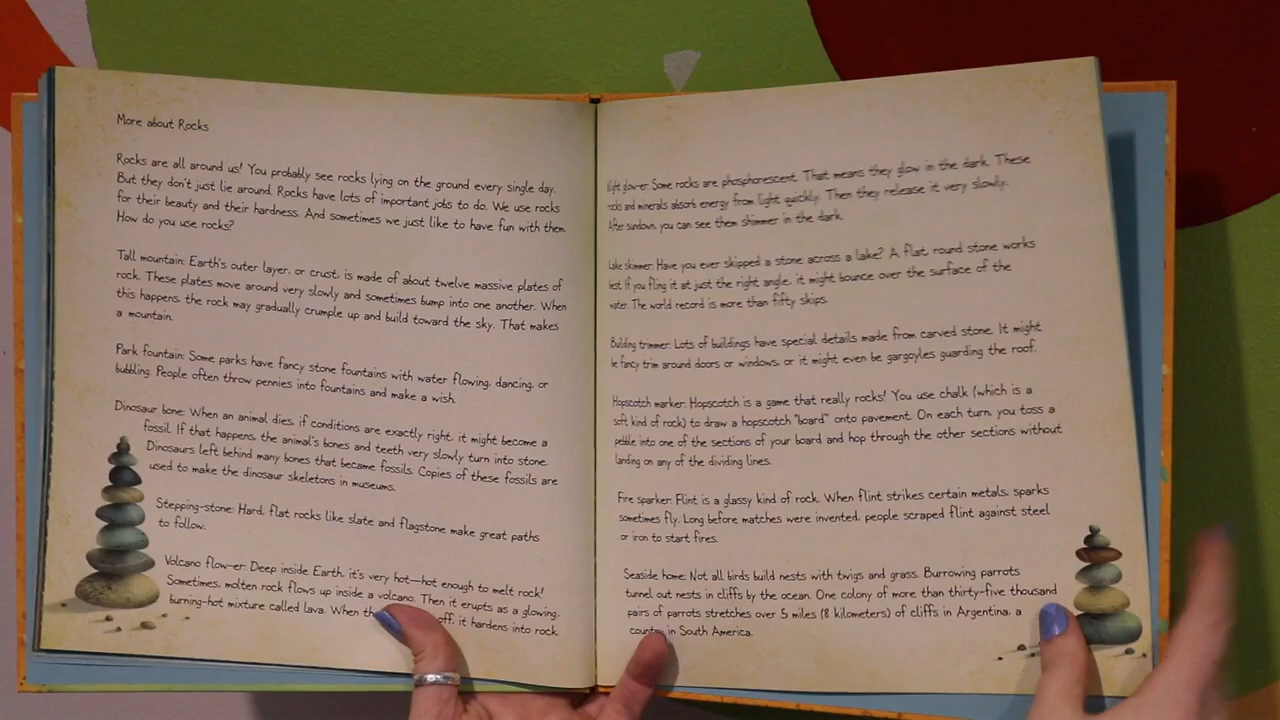 More about Rocks
Rocks are all around us! You probably see rocks lying on the ground every single day.
But they don't just lie around. Rocks have lots of important jobs to do. We use rocks
for their beauty and their hardness. And sometimes we just like to have fun with them.
How do you use rocks?
Tall mountain: Earth's outer layer, or crust, is made of about twelve massive plates of
rock. These plates move around very slowly and sometimes bump into one another. When
this happens, the rock may gradually crumple up and build toward the sky. That makes
a mountain.
Park fountain: Some parks have fancy stone fountains with water flowing, dancing, or
bubbling. People often throw pennies into fountains and make a wish.
Dinosaur bone: When an animal dies, if conditions are exactly right, it might become a
fossil. If that happens, the animal's bones and teeth very slowly turn into stone.
Dinosaurs left behind many bones that became fossils. Copies of these fossils are
used to make the dinosaur skeletons in museums.
Stepping-stone: Hard, flat rocks like slate and flagstone make great paths
to follow.
Volcano flow-er: Deep inside Earth, it's very hot—hot enough to melt rock!
Sometimes, molten rock flows up inside a volcano. Then it erupts as a glowing,
burning-hot mixture called lava. When off, it hardens into rock.
Night glow-er: Some rocks are phosphorescent. That means they glow in the dark. These
rocks and minerals absorb energy from light quickly. Then they release it very slowly.
After sundown, you can see them shimmer in the dark.
Lake skimmer: Have you ever skipped a stone across a lake? A flat, round stone works
best. If you fling it at just the right angle, it might bounce over the surface of the
water. The world record is more than fifty skips.
Building trimmer: Lots of buildings have special details made from carved stone. It might
be fancy trim around doors or windows, or it might even be gargoyles guarding the roof.
Hopscotch marker: Hopscotch is a game that really rocks! You use chalk (which is a
soft kind of rock) to draw a hopscotch "board" onto pavement. On each turn, you toss a
pebble into one of the sections of your board and hop through the other sections without
landing on any of the dividing lines.
Fire sparker: Flint is a glassy kind of rock. When flint strikes certain metals, sparks
sometimes fly. Long before matches were invented, people scraped flint against steel
or iron to start fires.
Seaside home: Not all birds build nests with twigs and grass. Burrowing parrots
tunnel out nests in cliffs by the ocean. One colony of more than thirty-five thousand
pairs of parrots stretches over 5 miles (8 kilometers) of cliffs in Argentina, a
country in South America.